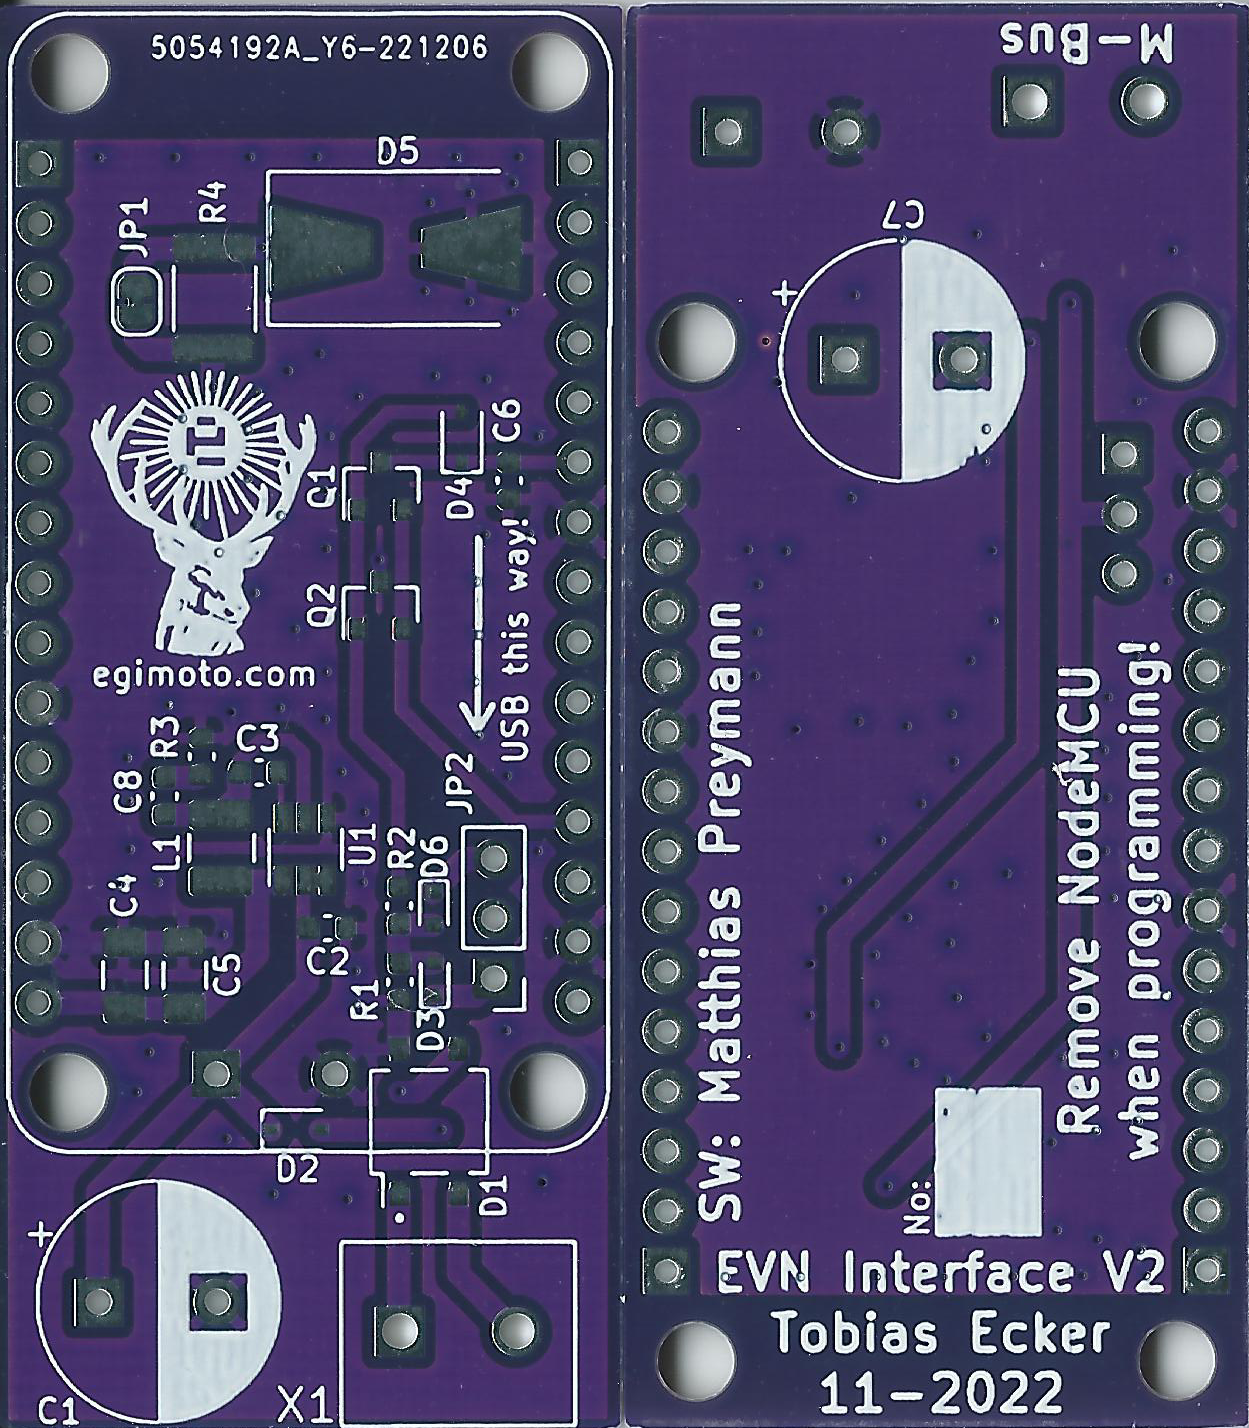 5054192A_Y6-221206
D5
R4
JP1
C6
Q1
D4
Q2
USB this way!
egimoto.com
R3
C3
C8
JP2
L1
U1
R2
D6
C4
C2
C5
R1
D3
D2
D1
+
C1
X1
M-Bus
C7
+
SW: Matthias Preymann
Remove NodeMCU
when programming!
No:
EVN Interface V2
Tobias Ecker
11-2022